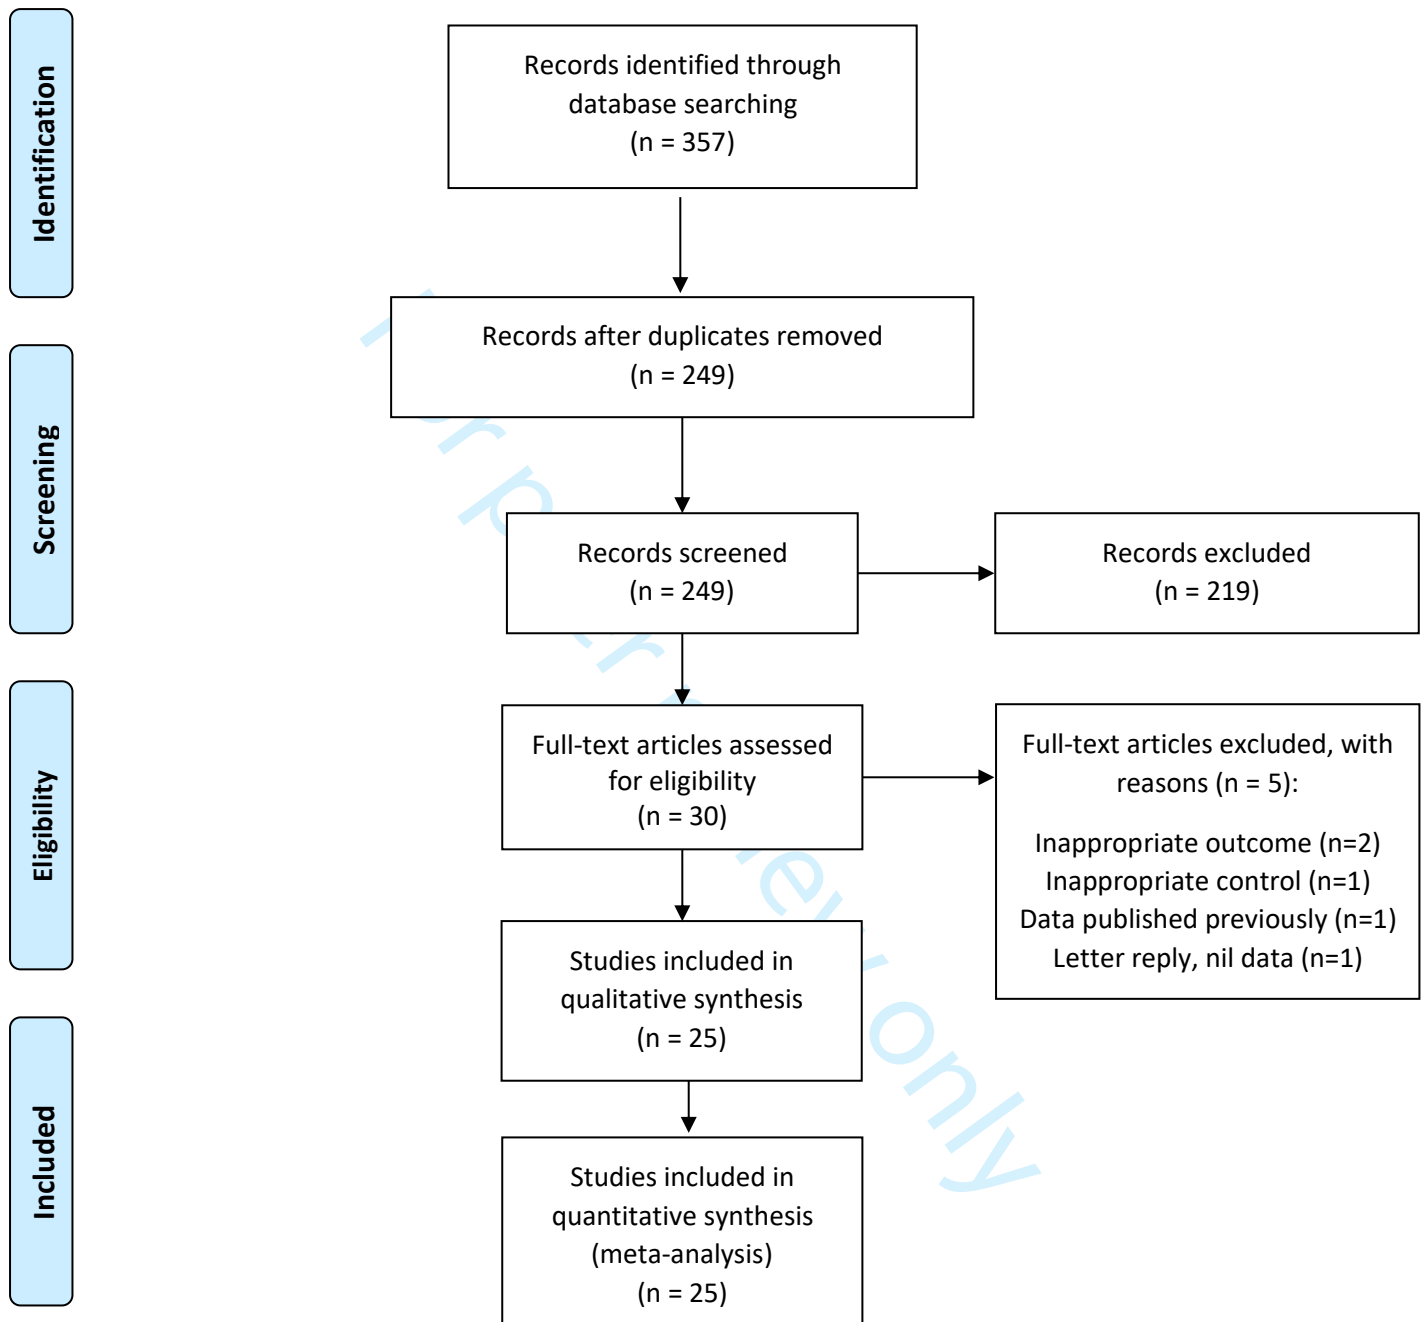 Identification
Records identified through
database searching
(n = 357)
Records after duplicates removed
(n = 249)
Screening
Records screened
(n = 249)
Records excluded
(n = 219)
Eligibility
Full-text articles assessed
for eligibility
(n = 30)
Full-text articles excluded, with
reasons (n = 5):
Inappropriate outcome (n=2)
Inappropriate control (n=1)
Data published previously (n=1)
Letter reply, nil data (n=1)
Studies included in
qualitative synthesis
(n = 25)
Included
Studies included in
quantitative synthesis
(meta-analysis)
(n = 25)
only